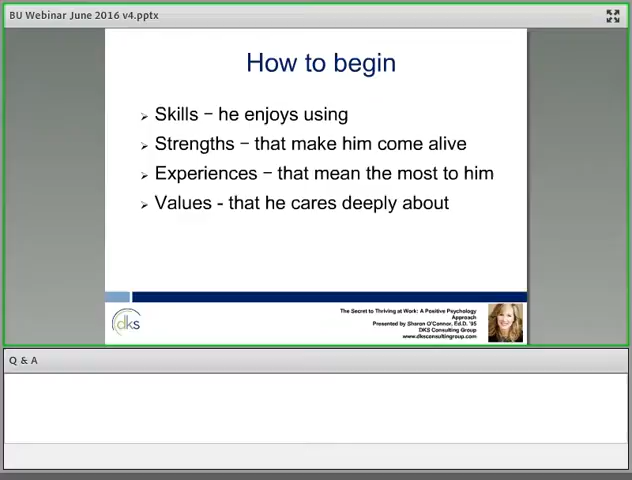 BU Webinar June 2016 v4.pptx
How to begin
Skills – he enjoys using
Strengths – that make him come alive
Experiences – that mean the most to him
Values - that he cares deeply about
dks
The Secret to Thriving at Work: A Positive Psychology
Approach
Presented by Sharon O'Connor, Ed.D. '95
DKS Consulting Group
www.dksconsultinggroup.com
Q & A